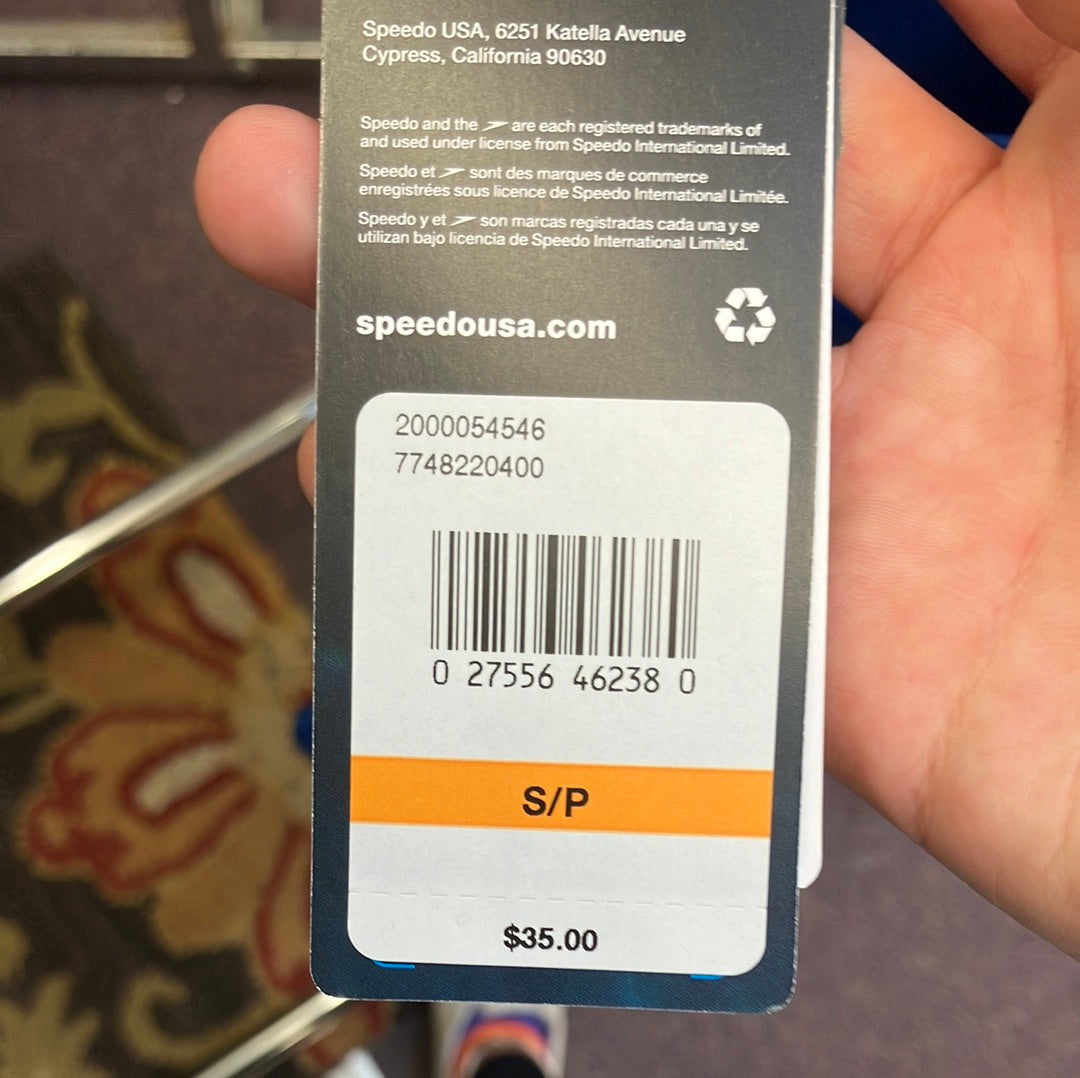 Speedo USA, 6251 Katella Avenue
Cypress, California 90630
Speedo and the are each registered trademarks of
and used under license from Speedo International Limited.
Speedo et sont des marques de commerce
enregistrées sous licence de Speedo International Limitée.
Speedo y et son marcas registradas cada una y se
utilizan bajo licencia de Speedo International Limited.
speedousa.com
2000054546
7748220400
0 27556 46238 0
S/P
$35.00